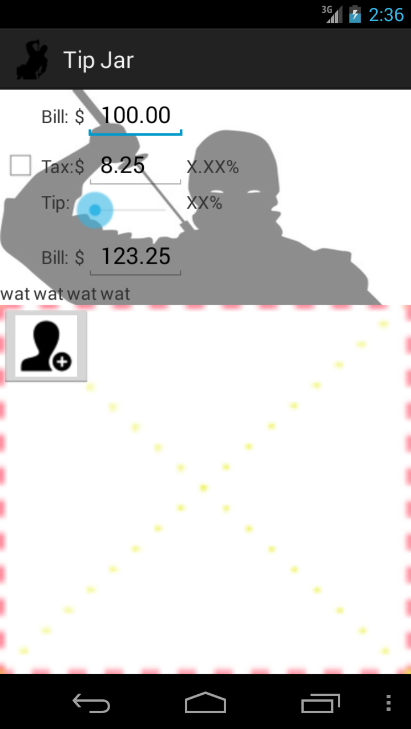 3G 2:36
Tip Jar
Bill: $ 100.00
Tax:$ 8.25 X.XX%
Tip: XX%
Bill: $ 123.25
wat wat wat wat